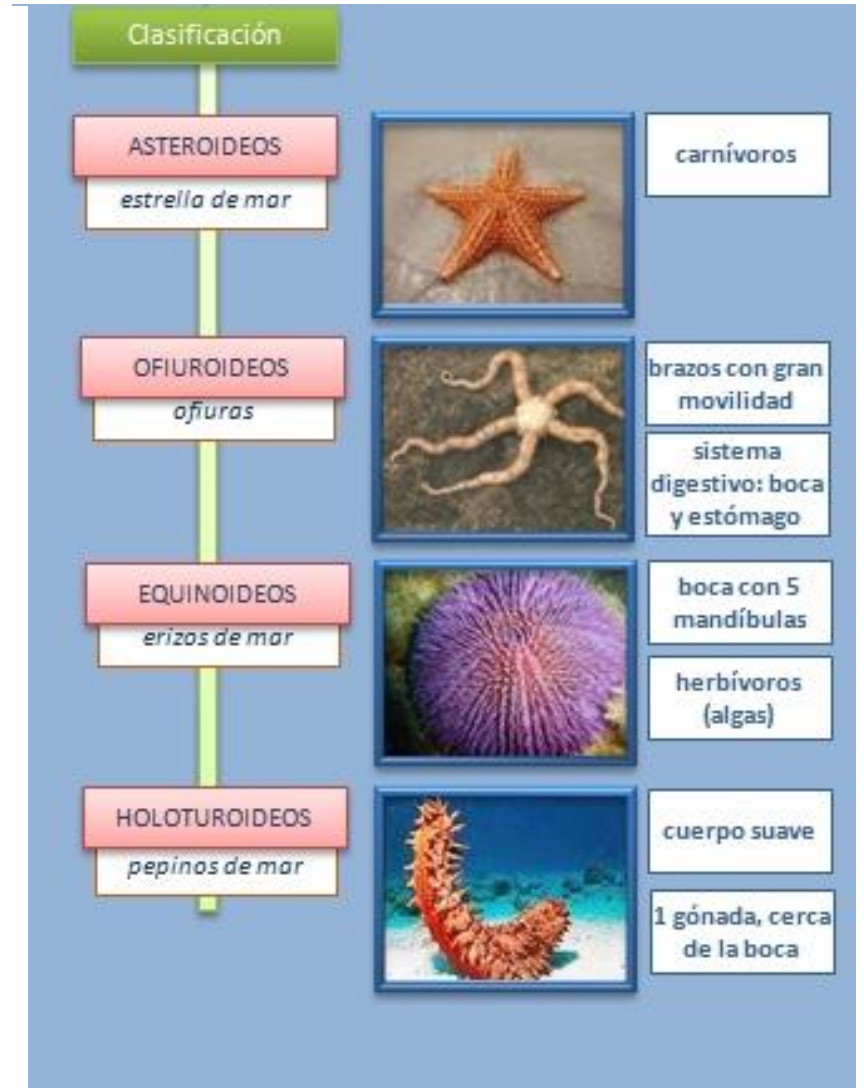 Clasificación
ASTEROIDEOS
estrella de mar
carnívoros
OFIUROIDEOS
ofiuras
brazos con gran
movilidad
sistema
digestivo: boca
y estómago
EQUINOIDEOS
erizos de mar
boca con 5
mandíbulas
herbívoros
(algas)
HOLOTUROIDEOS
pepinos de mar
cuerpo suave
1 gónada, cerca
de la boca